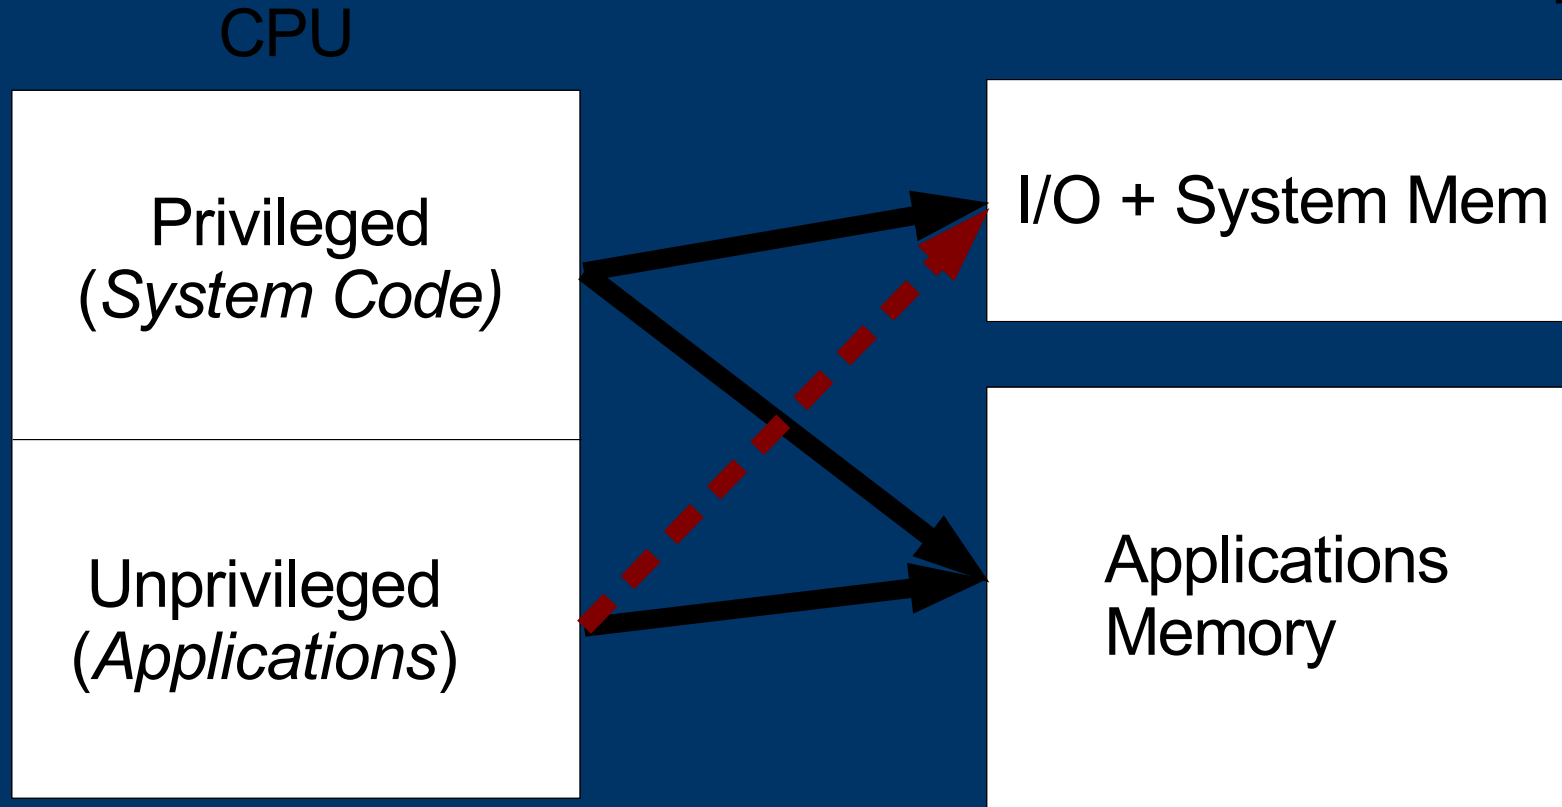 CPU
Privileged
(System Code)
Unprivileged
(Applications)
I/O + System Mem
Applications
Memory